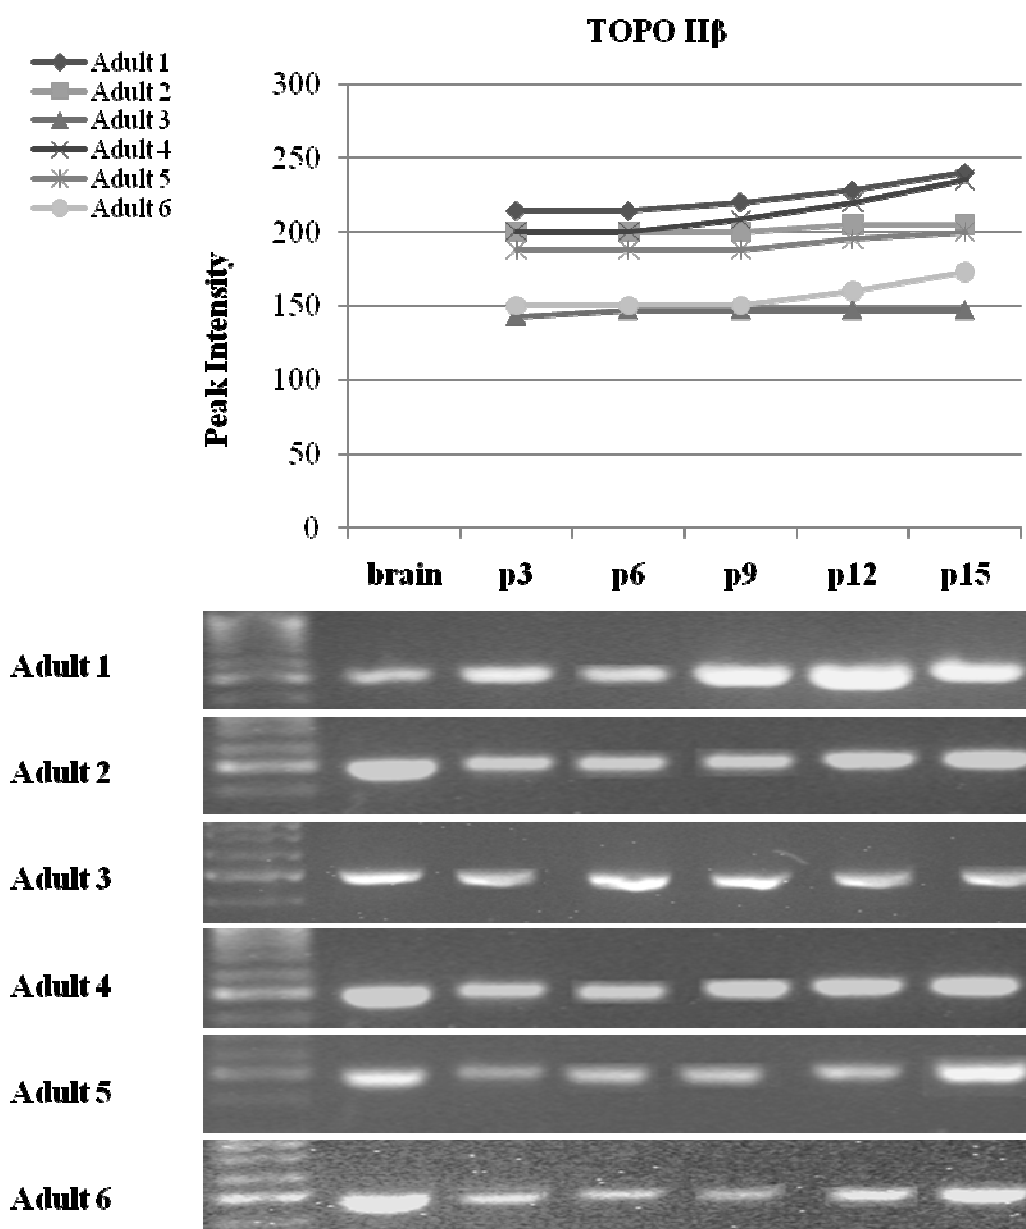 TOPO IIβ
Adult 1
Adult 2
Adult 3
Adult 4
Adult 5
Adult 6
Peak Intensity
300
250
200
150
100
50
0
brain p3 p6 p9 p12 p15
Adult 1
Adult 2
Adult 3
Adult 4
Adult 5
Adult 6